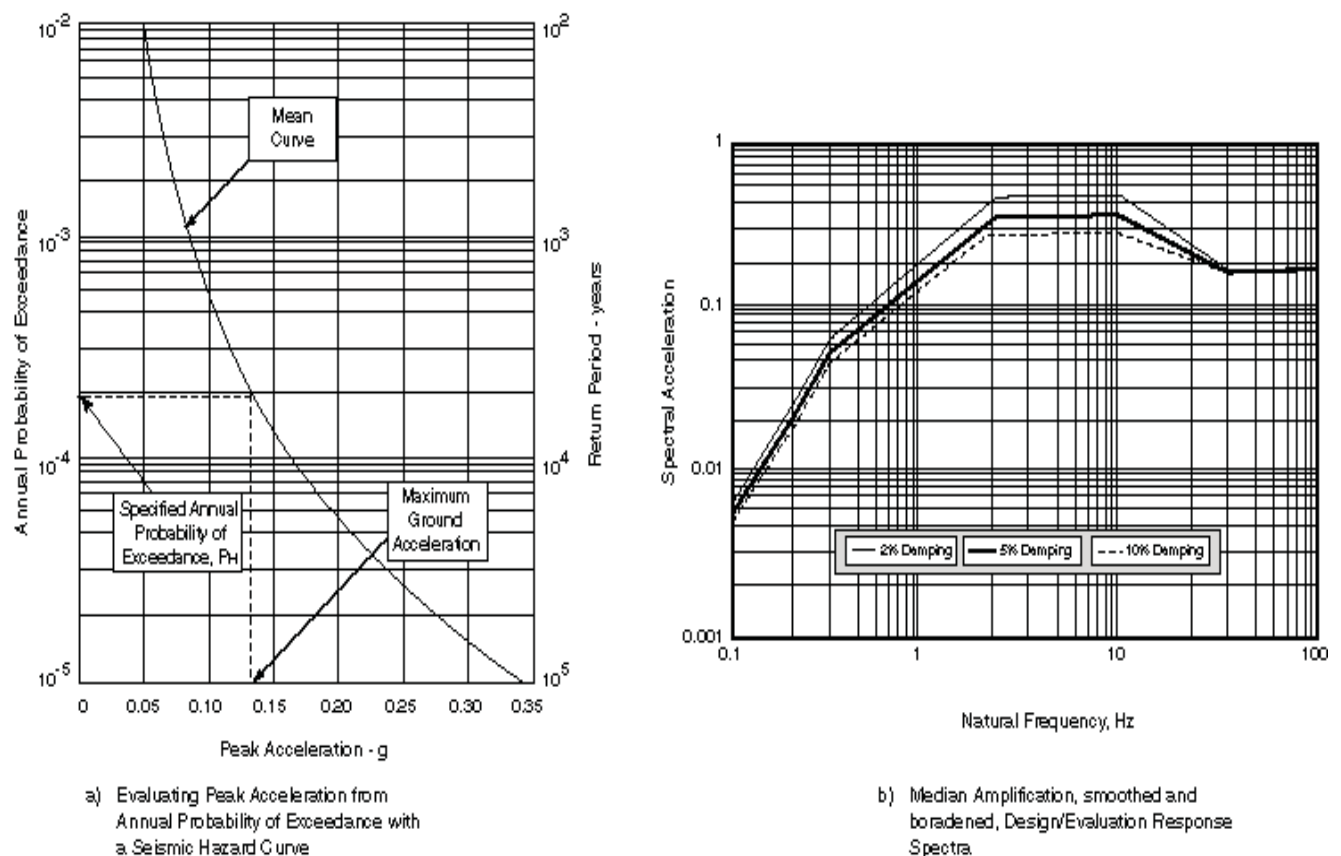 10-2
10-3
10-4
10-5
Annual Probability of Exceedance
102
103
104
105
Return Period - years
Mean
Curve
Specified Annual
Probability of
Exceedance, PH
Maximum
Ground
Acceleration
0 0.05 0.10 0.15 0.20 0.25 0.30 0.35
Peak Acceleration - g
a) Evaluating Peak Acceleration from
Annual Probability of Exceedance with
a Seismic Hazard Curve
1
0.1
0.01
0.001
Spectral Acceleration
2% Damping 5% Damping 10% Damping
0.1 1 10 100
Natural Frequency, Hz
b) Median Amplification, smoothed and
boradened, Design/Evaluation Response
Spectra